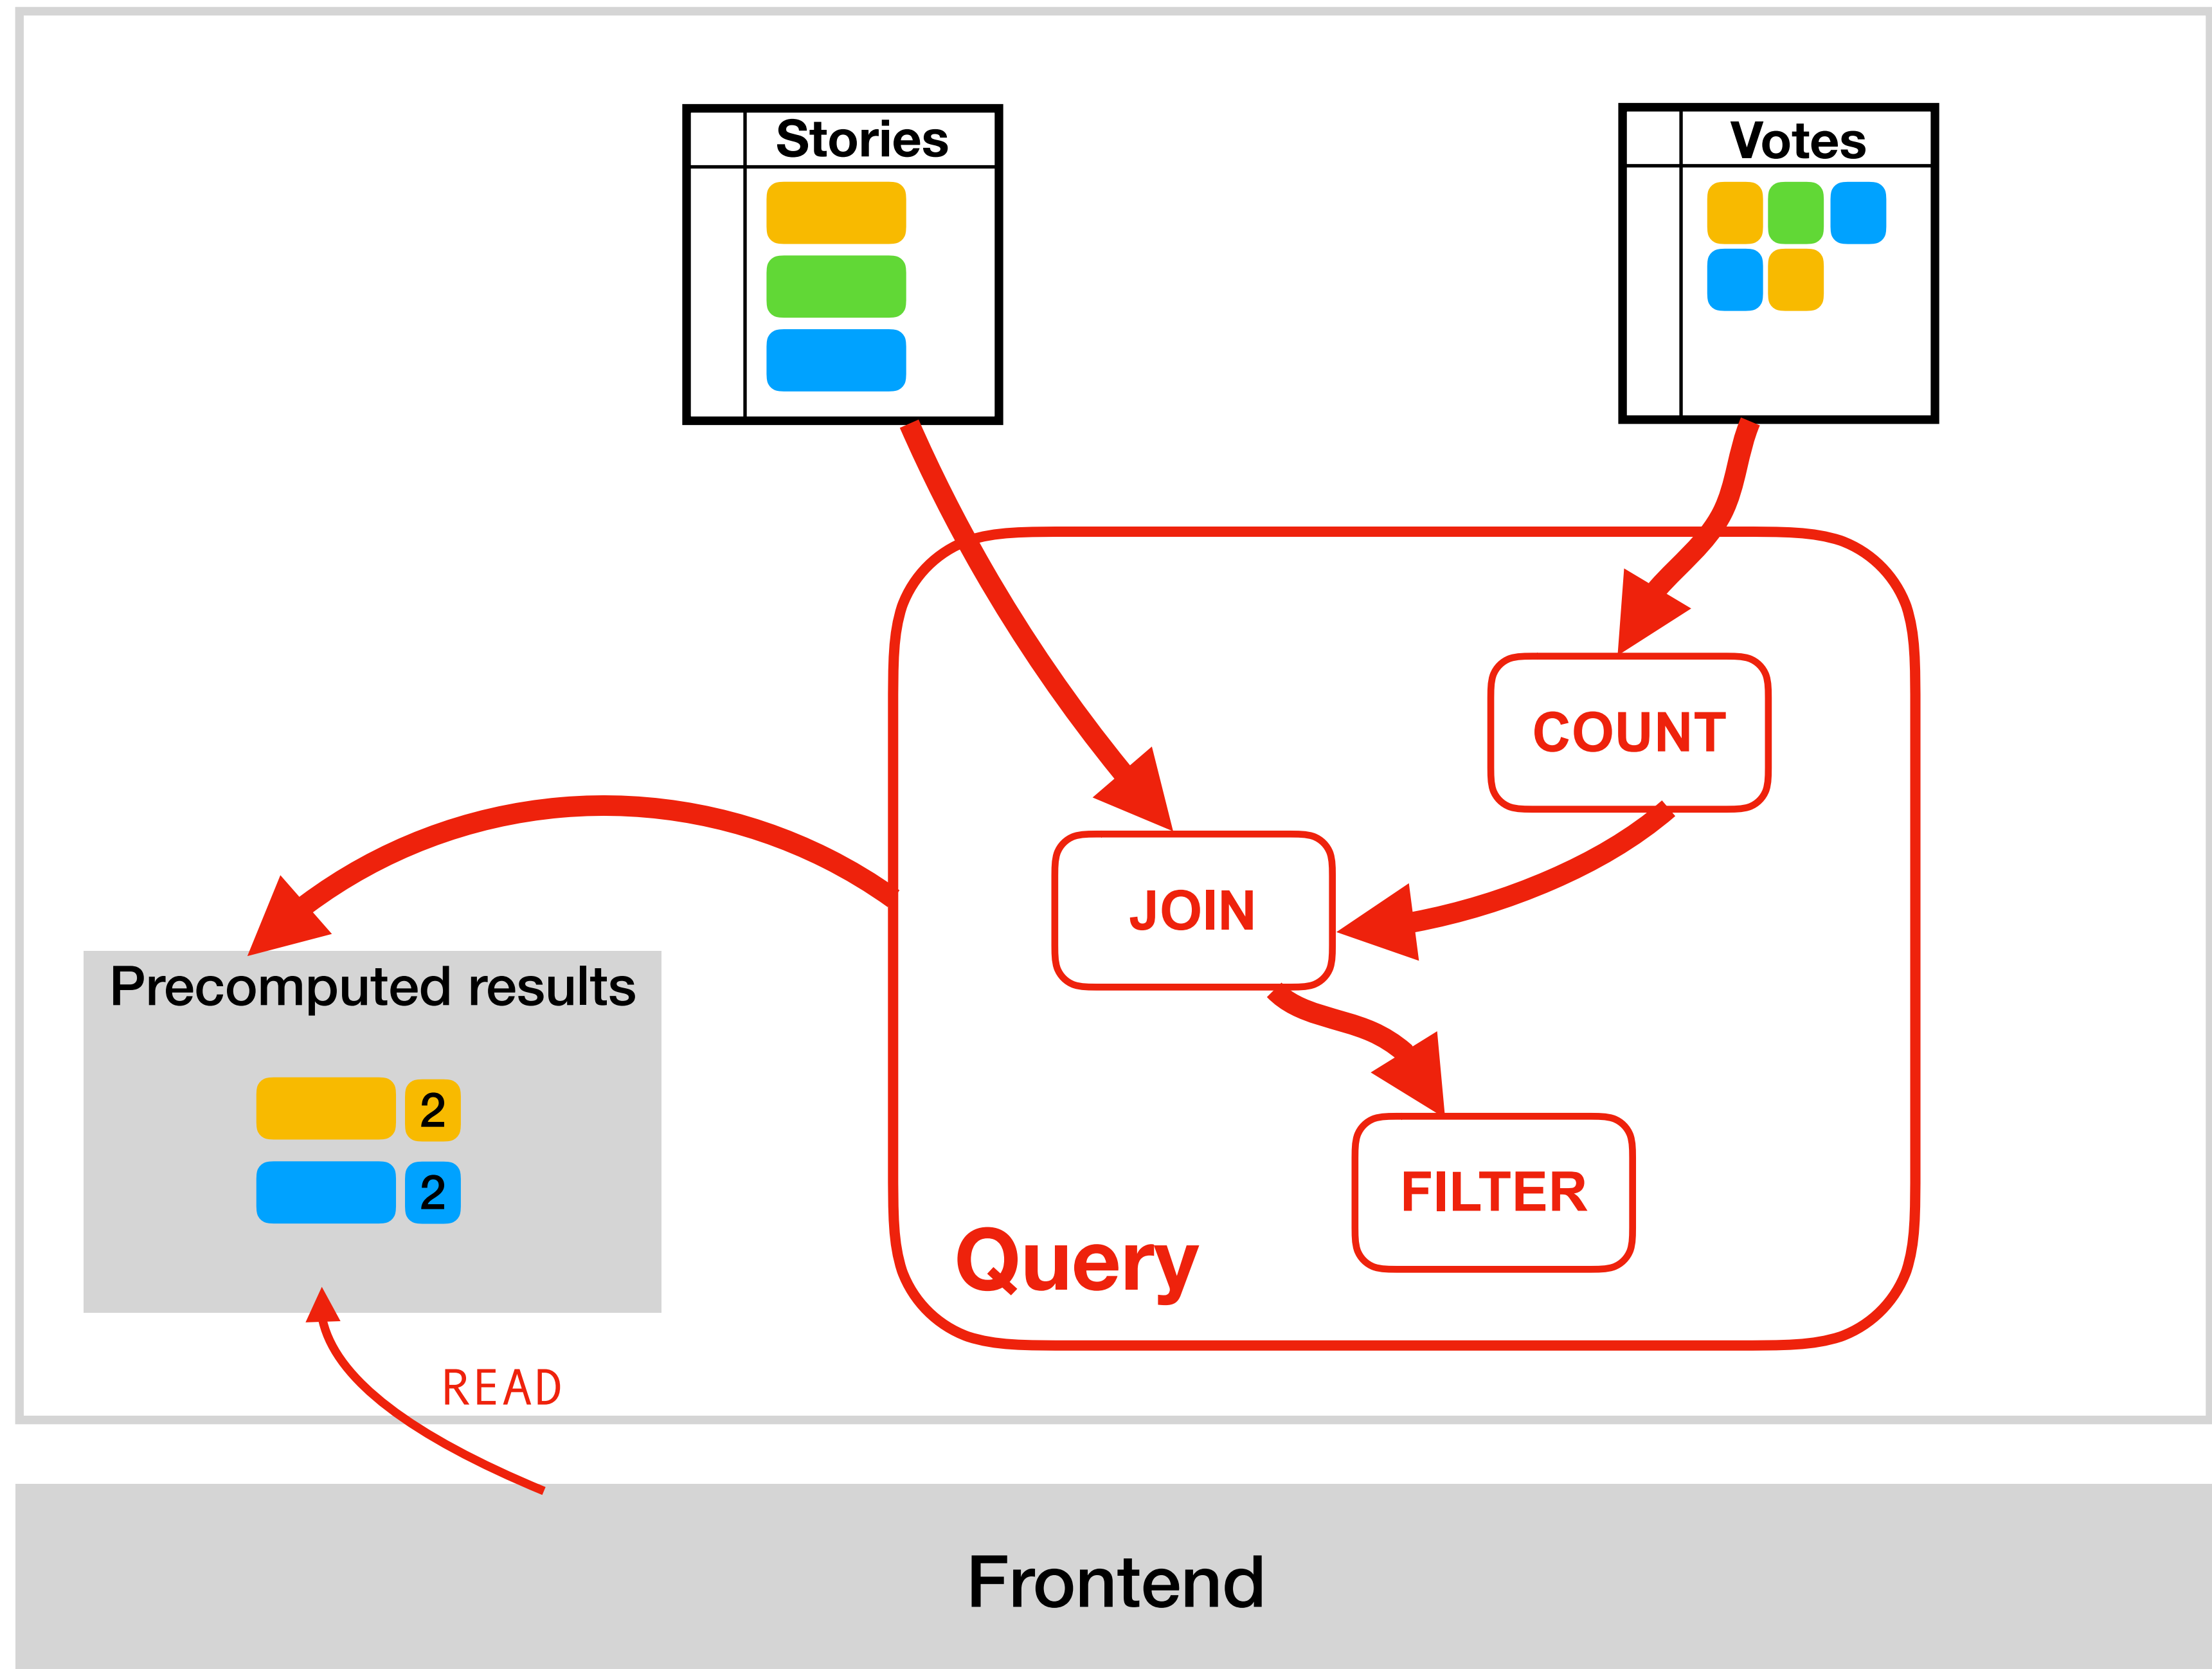 Stories
Votes
COUNT
JOIN
Precomputed results
2
2
FILTER
Query
READ
Frontend